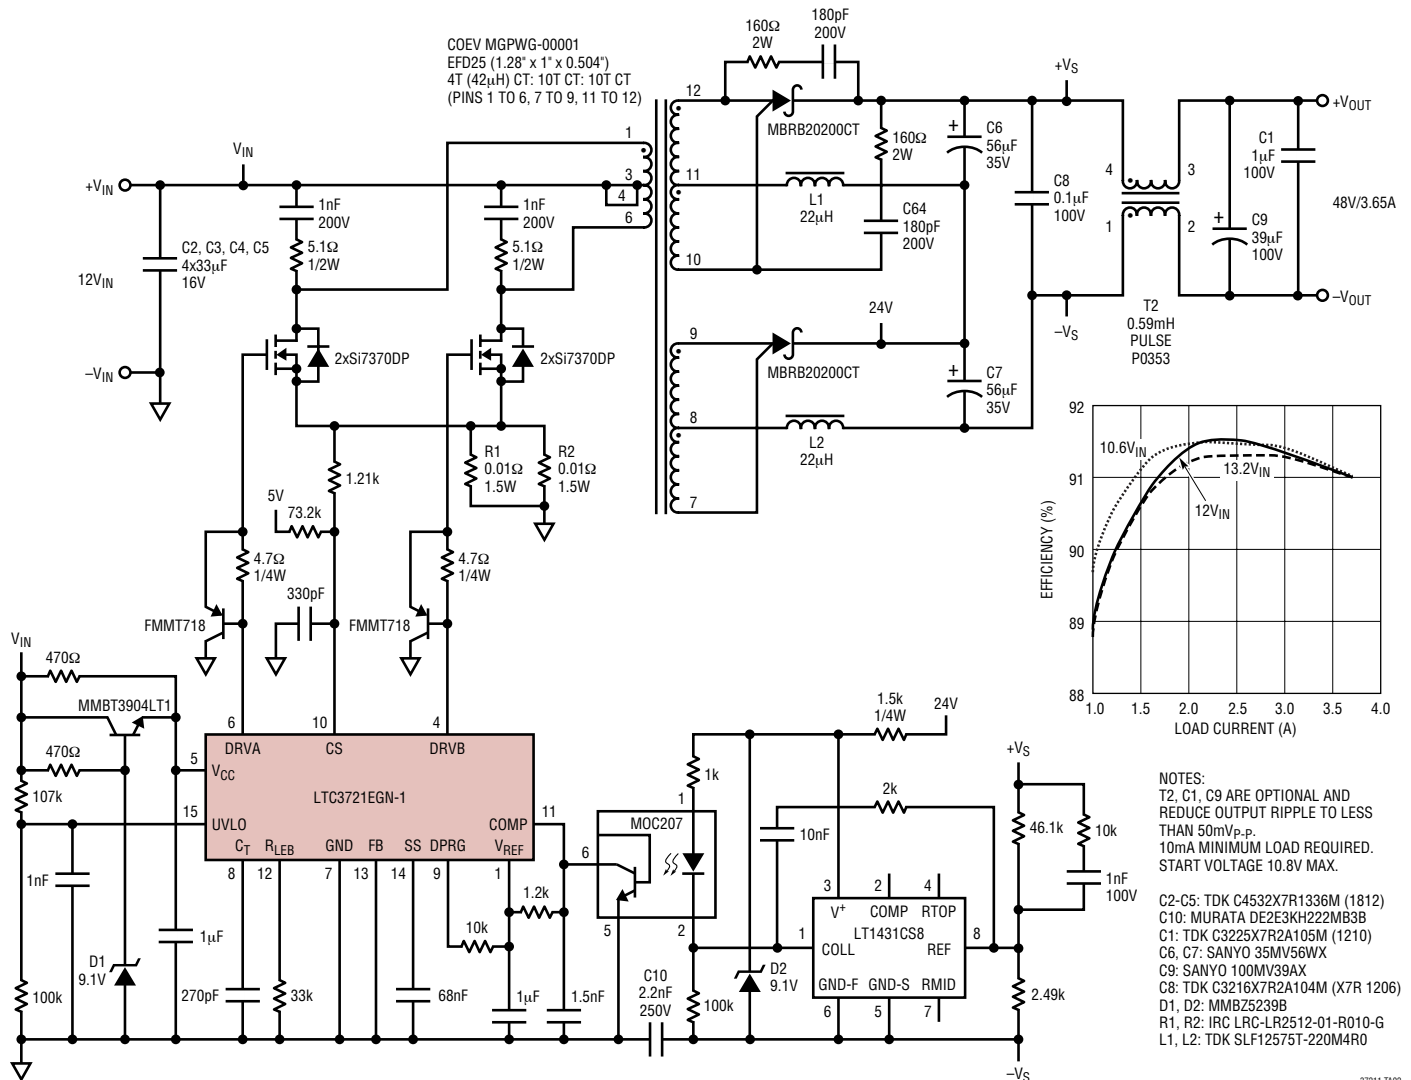 COEV MGPWG-00001
EFD25 (1.28" x 1" x 0.504")
4T (42µH) CT: 10T CT: 10T CT
(PINS 1 TO 6, 7 TO 9, 11 TO 12)
160Ω
2W
180pF
200V
12
MBRB20200CT
160Ω
2W
C6
56µF
35V
+
+VS
+VOUT
C1
1µF
100V
1
3
4
6
VIN
+VIN
1nF
200V
5.1Ω
1/2W
1nF
200V
5.1Ω
1/2W
C2, C3, C4, C5
4x33µF
16V
12VIN
–VIN
11
L1
22µH
C64
180pF
200V
10
C8
0.1µF
100V
4
3
1
2
+
C9
39µF
100V
48V/3.65A
–VOUT
–VS
T2
0.59mH
PULSE
P0353
2xSi7370DP
2xSi7370DP
9
24V
MBRB20200CT
+
C7
56µF
35V
8
L2
22µH
7
R1
0.01Ω
1.5W
R2
0.01Ω
1.5W
1.21k
5V
73.2k
4.7Ω
1/4W
4.7Ω
1/4W
330pF
FMMT718
FMMT718
92
91
90
89
88
EFFICIENCY (%)
10.6VIN
13.2VIN
12VIN
1.0
1.5
2.0
2.5
3.0
3.5
4.0
LOAD CURRENT (A)
VIN
470Ω
MMBT3904LT1
470Ω
107k
1nF
100k
D1
9.1V
1µF
6
10
4
DRVA
CS
DRVB
5
VCC
LTC3721EGN-1
15
UVLO
11
COMP
CT
RLEB
GND
FB
SS
DPRG
VREF
8
12
7
13
14
9
1
270pF
33k
68nF
10k
1.2k
1µF
1.5nF
MOC207
6
5
1
2
1k
C10
2.2nF
250V
100k
D2
9.1V
1.5k
1/4W
24V
2k
10nF
3
2
4
V+
COMP
RTOP
LT1431CS8
1
COLL
REF
8
GND-F
GND-S
RMID
6
5
7
+VS
46.1k
10k
1nF
100V
2.49k
–VS
NOTES:
T2, C1, C9 ARE OPTIONAL AND
REDUCE OUTPUT RIPPLE TO LESS
THAN 50mVP-P.
10mA MINIMUM LOAD REQUIRED.
START VOLTAGE 10.8V MAX.
C2-C5: TDK C4532X7R1336M (1812)
C10: MURATA DE2E3KH222MB3B
C1: TDK C3225X7R2A105M (1210)
C6, C7: SANYO 35MV56WX
C9: SANYO 100MV39AX
C8: TDK C3216X7R2A104M (X7R 1206)
D1, D2: MMBZ5239B
R1, R2: IRC LRC-LR2512-01-R010-G
L1, L2: TDK SLF12575T-220M4R0